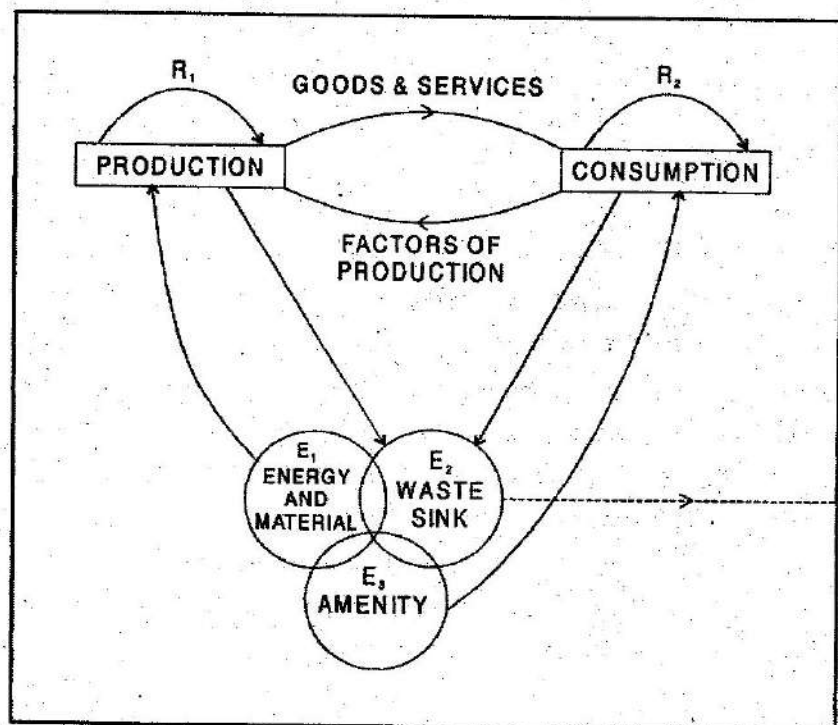 R₁
GOODS & SERVICES
R₂
PRODUCTION
CONSUMPTION
FACTORS OF
PRODUCTION
E₁
ENERGY
AND
MATERIAL
E₂
WASTE
SINK
E₃
AMENITY